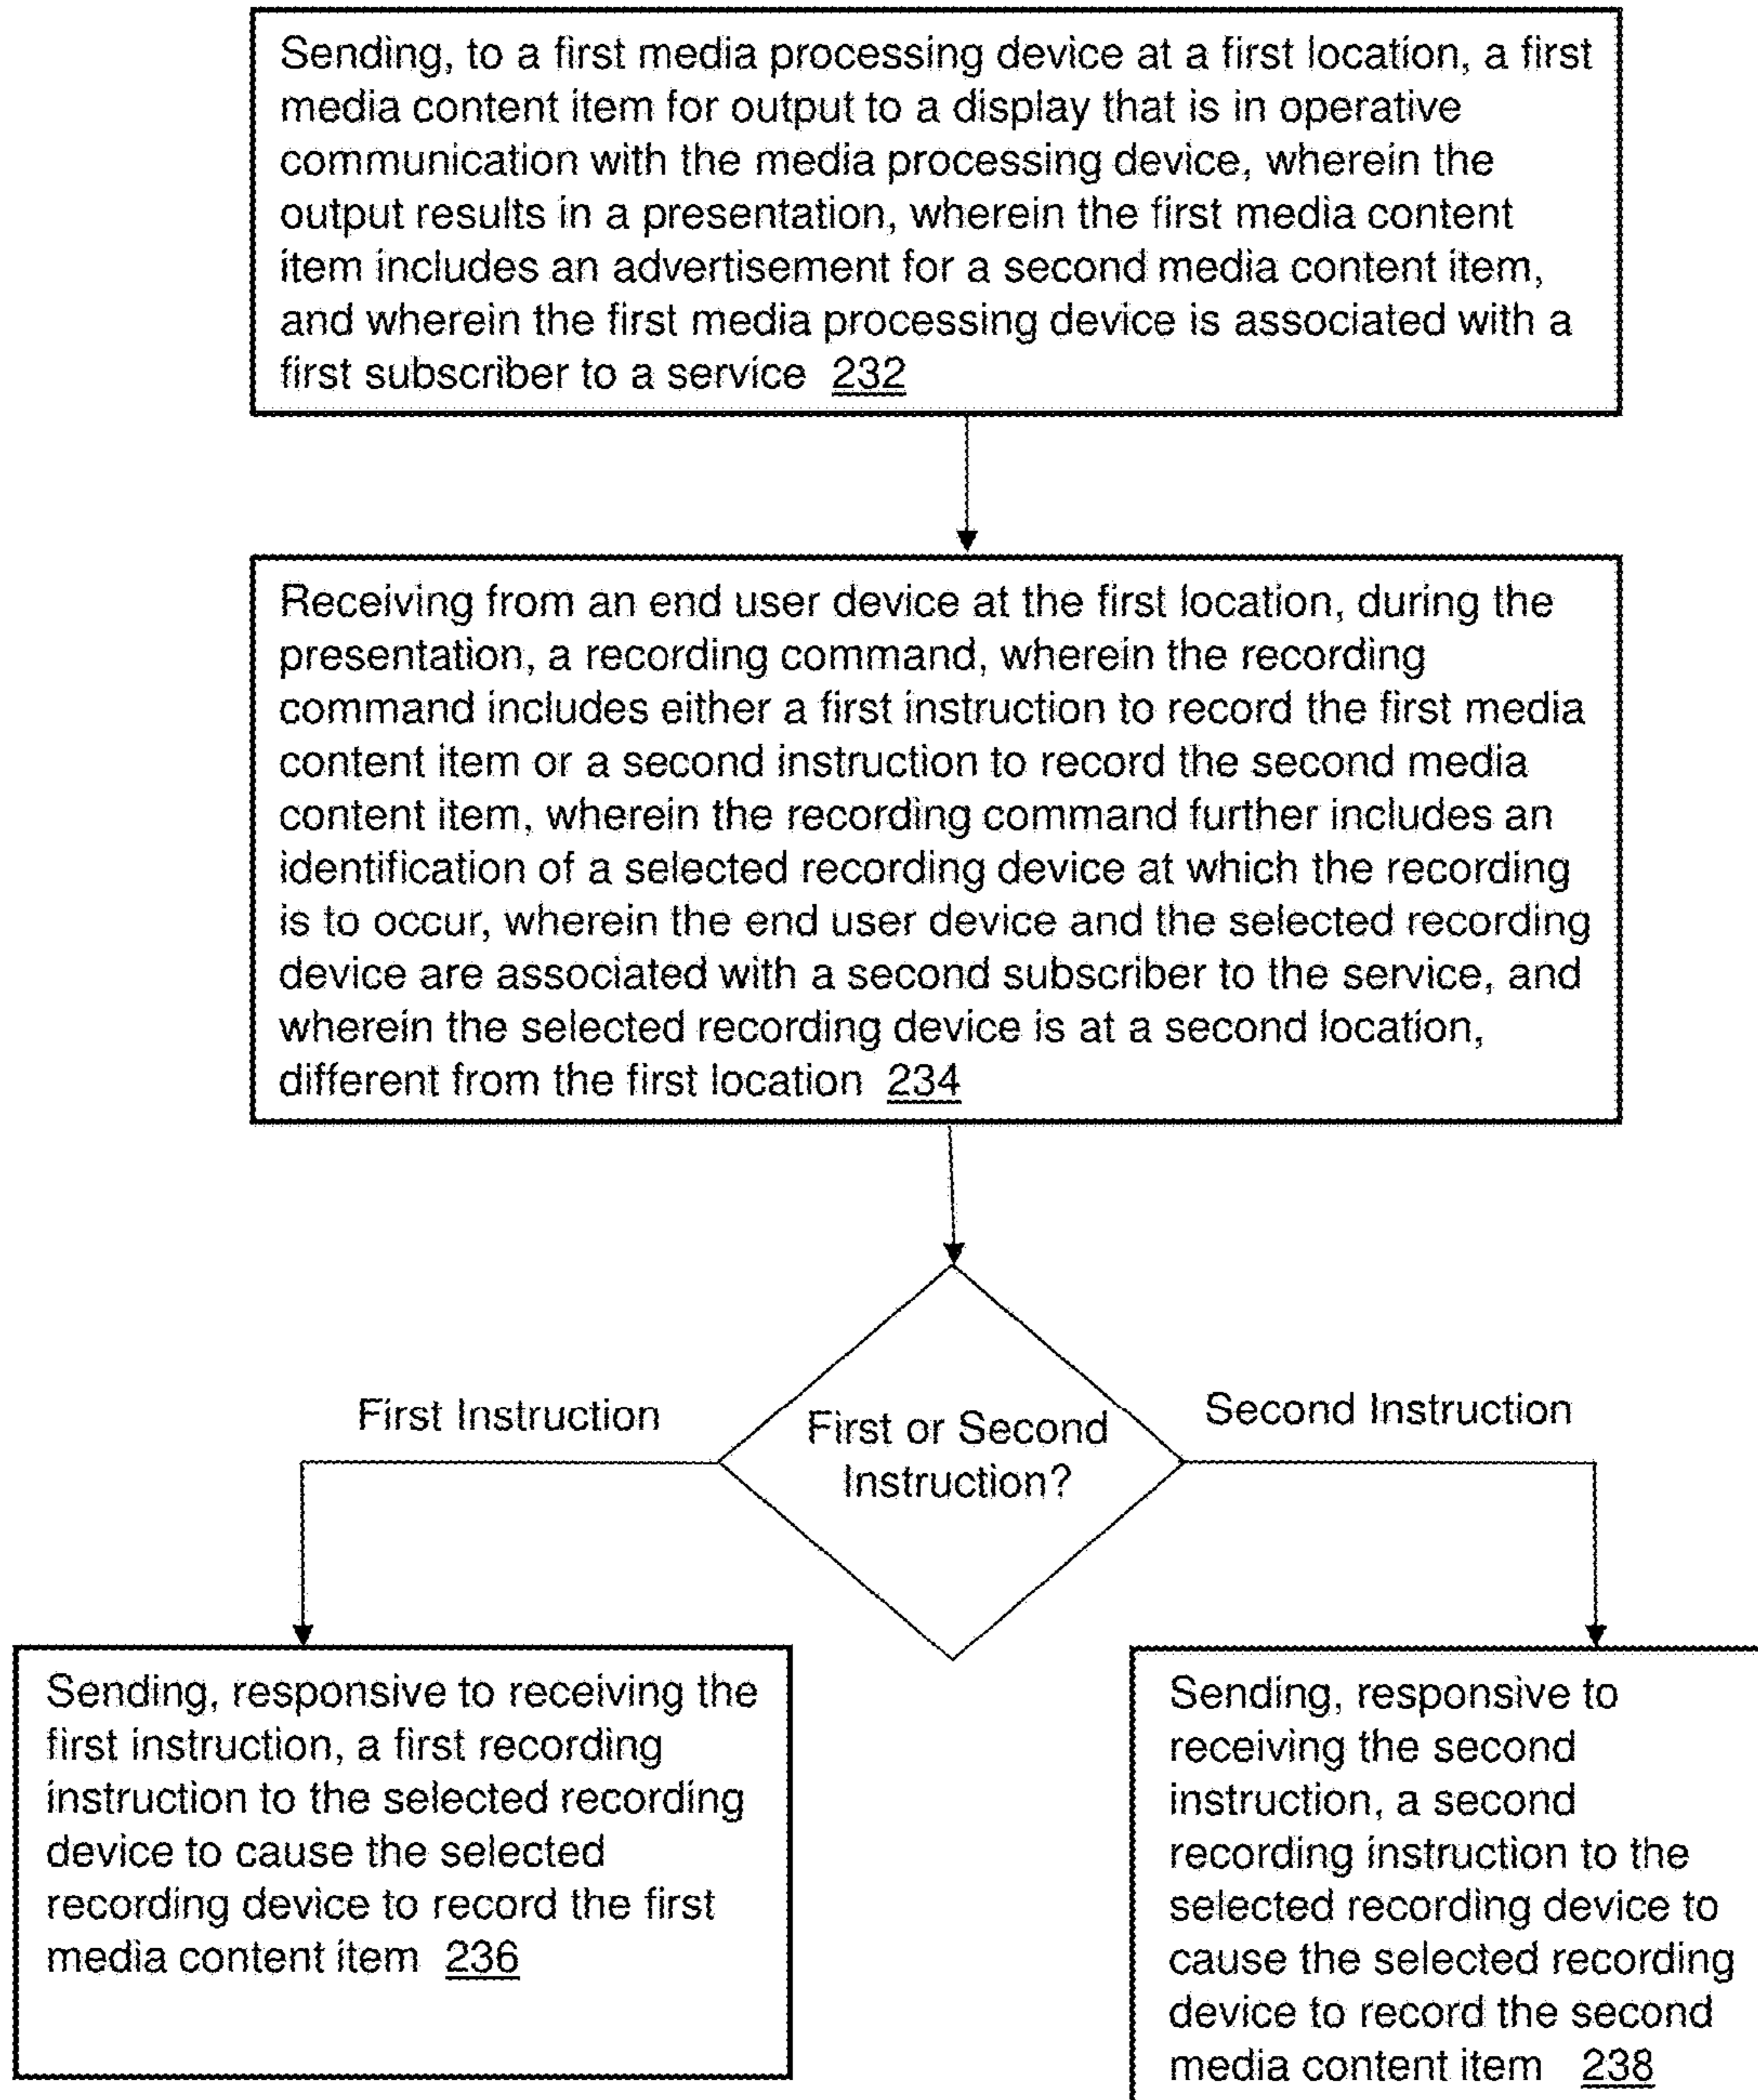 Sending, to a first media processing device at a first location, a first
media content item for output to a display that is in operative
communication with the media processing device, wherein the
output results in a presentation, wherein the first media content
item includes an advertisement for a second media content item,
and wherein the first media processing device is associated with a
first subscriber to a service 232
Receiving from an end user device at the first location, during the
presentation, a recording command, wherein the recording
command includes either a first instruction to record the first media
content item or a second instruction to record the second media
content item, wherein the recording command further includes an
identification of a selected recording device at which the recording
is to occur, wherein the end user device and the selected recording
device are associated with a second subscriber to the service, and
wherein the selected recording device is at a second location,
different from the first location 234
First Instruction
First or Second
Instruction?
Second Instruction
Sending, responsive to receiving the
first instruction, a first recording
instruction to the selected recording
device to cause the selected
recording device to record the first
media content item 236
Sending, responsive to
receiving the second
instruction, a second
recording instruction to the
selected recording device to
cause the selected recording
device to record the second
media content item 238